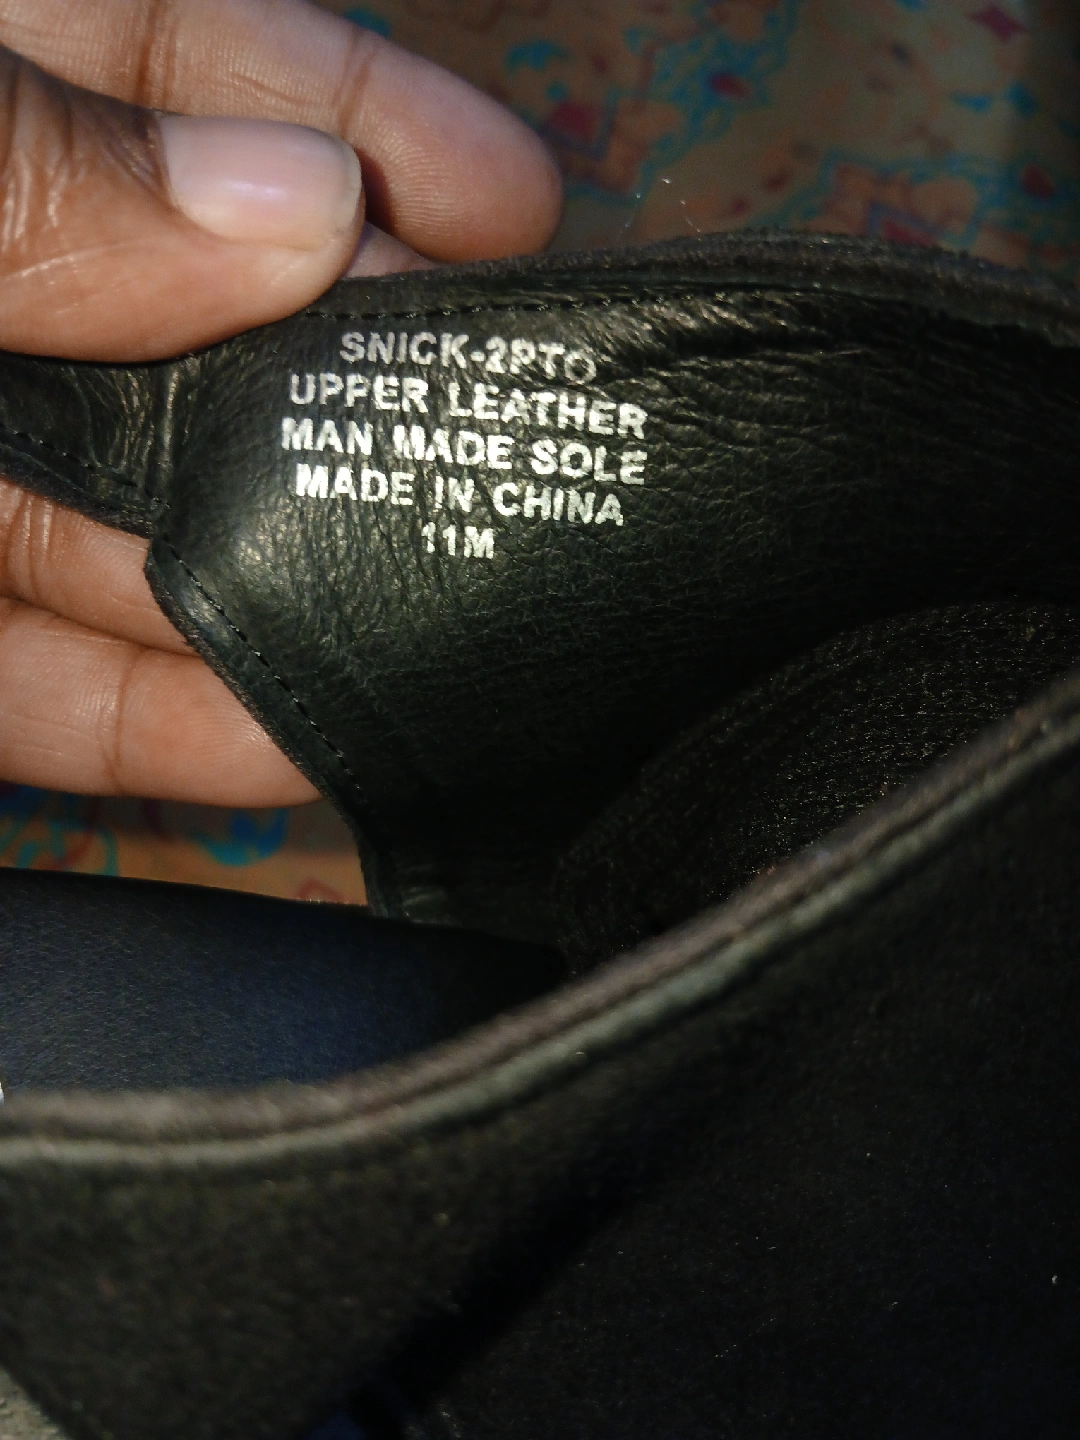 SNICK-2PTO
UPPER LEATHER
MAN MADE SOLE
MADE IN CHINA
11M